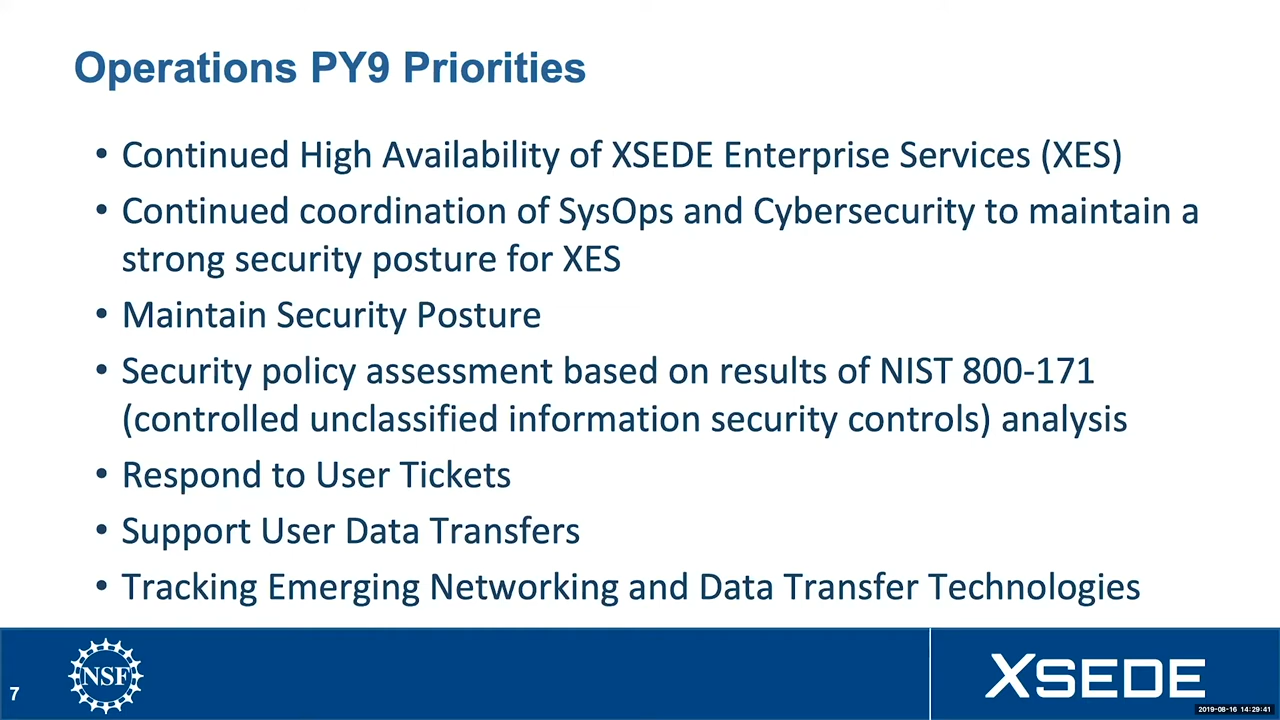 Operations PY9 Priorities
• Continued High Availability of XSEDE Enterprise Services (XES)
• Continued coordination of SysOps and Cybersecurity to maintain a
strong security posture for XES
• Maintain Security Posture
• Security policy assessment based on results of NIST 800-171
(controlled unclassified information security controls) analysis
• Respond to User Tickets
• Support User Data Transfers
• Tracking Emerging Networking and Data Transfer Technologies
7
NSF
XSEDE
2019-08-16 14:29:41